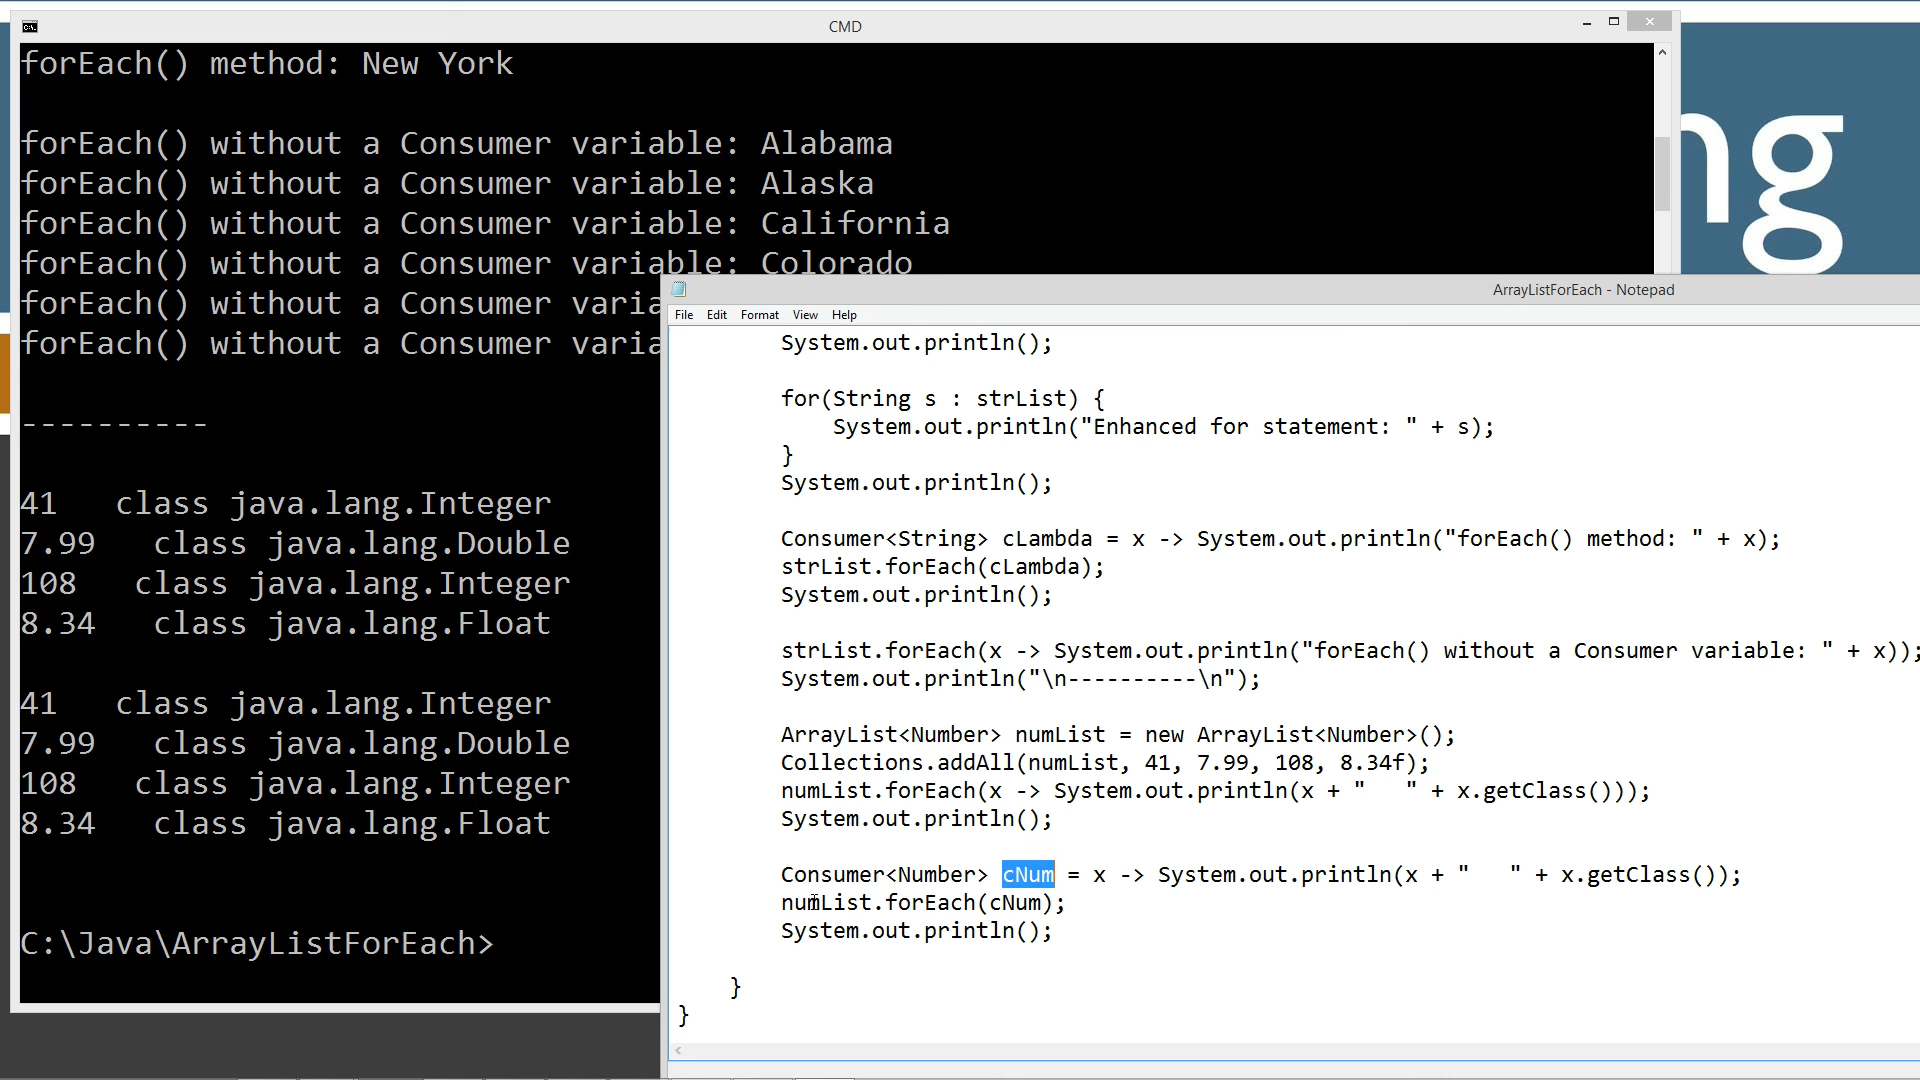 CMD
forEach() method: New York
forEach() without a Consumer variable: Alabama
forEach() without a Consumer variable: Alaska
forEach() without a Consumer variable: California
forEach() without a Consumer variable: Colorado
forEach() without a Consumer varia
forEach() without a Consumer varia
----------
41   class java.lang.Integer
7.99   class java.lang.Double
108   class java.lang.Integer
8.34   class java.lang.Float
41   class java.lang.Integer
7.99   class java.lang.Double
108   class java.lang.Integer
8.34   class java.lang.Float
C:\Java\ArrayListForEach>
ng
ArrayListForEach - Notepad
File Edit Format View Help
System.out.println();
for(String s : strList) {
System.out.println("Enhanced for statement: " + s);
}
System.out.println();
Consumer<String> cLambda = x -> System.out.println("forEach() method: " + x);
strList.forEach(cLambda);
System.out.println();
strList.forEach(x -> System.out.println("forEach() without a Consumer variable: " + x));
System.out.println("\n----------\n");
ArrayList<Number> numList = new ArrayList<Number>();
Collections.addAll(numList, 41, 7.99, 108, 8.34f);
numList.forEach(x -> System.out.println(x + "   " + x.getClass()));
System.out.println();
Consumer<Number> cNum = x -> System.out.println(x + "   " + x.getClass());
numList.forEach(cNum);
System.out.println();
}
}